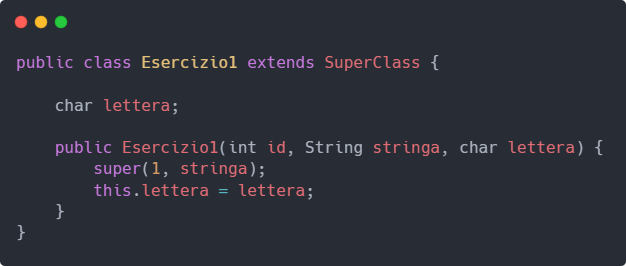 public class Esercizio1 extends SuperClass {
char lettera;
public Esercizio1(int id, String stringa, char lettera) {
super(1, stringa);
this.lettera = lettera;
}
}